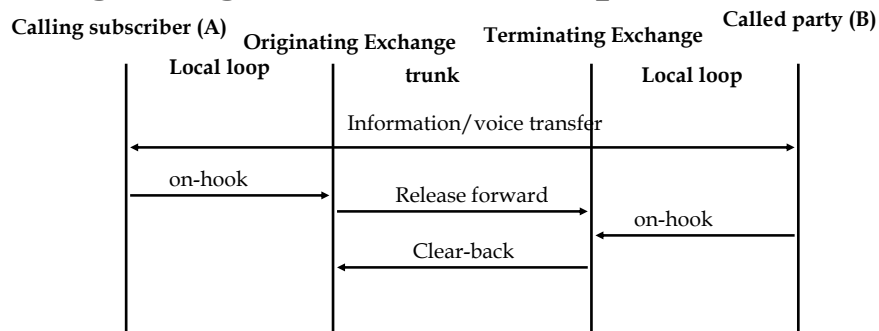 Calling subscriber (A)
Originating Exchange
Terminating Exchange
Called party (B)
Local loop
trunk
Local loop
Information/voice transfer
on-hook
Release forward
on-hook
Clear-back